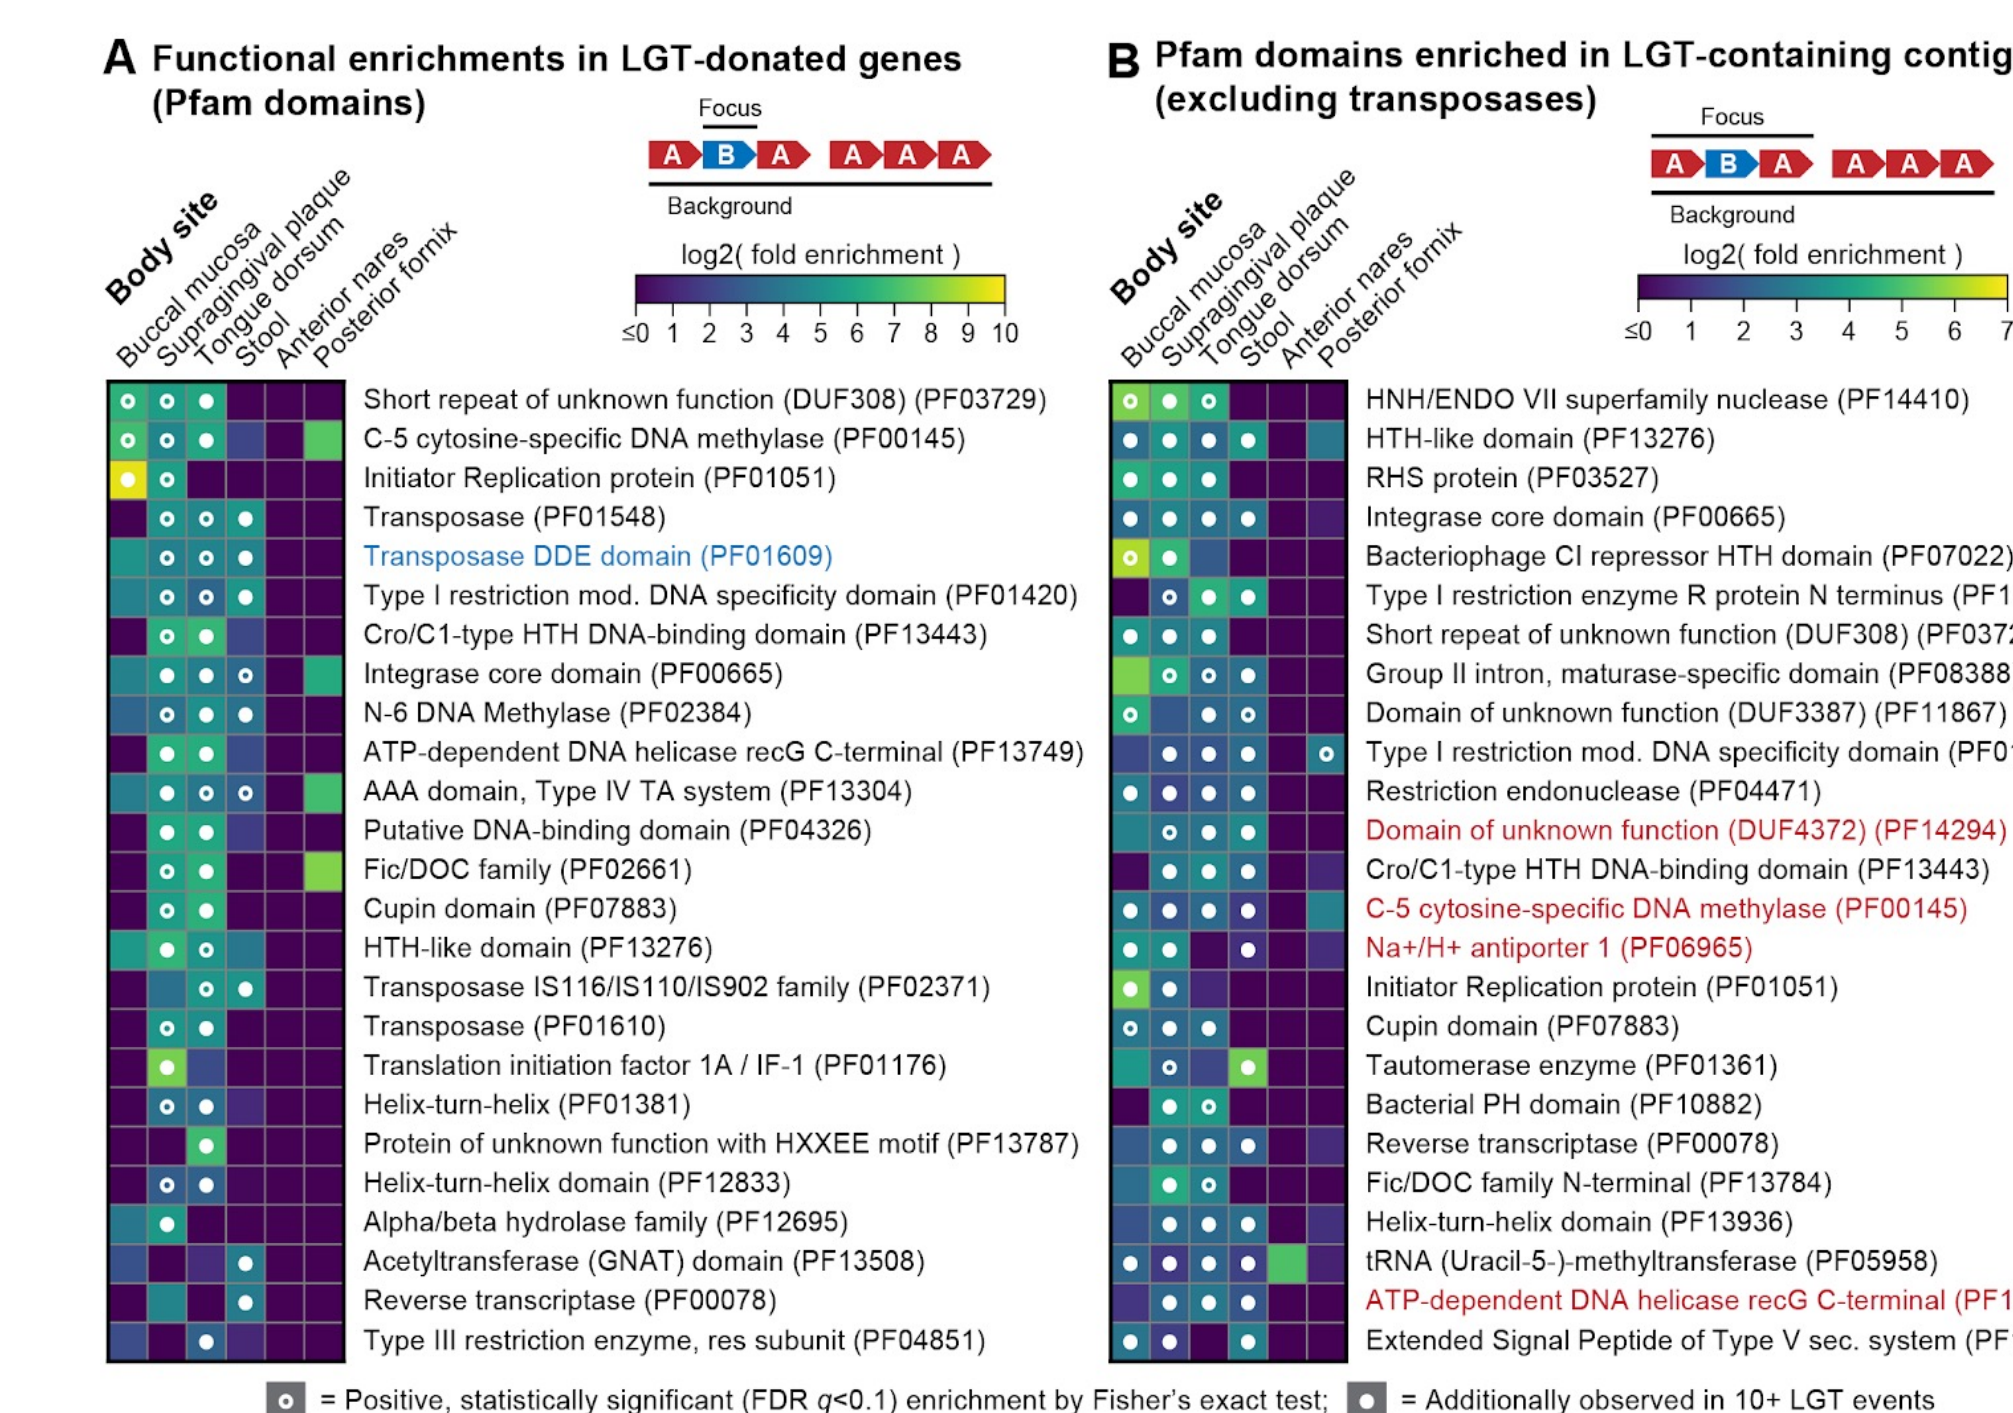 A Functional enrichments in LGT-donated genes
(Pfam domains)
Focus
A B A A A A
Background
log2( fold enrichment )
≤0 1 2 3 4 5 6 7 8 9 10
Body site
Buccal mucosa
Supragingival plaque
Tongue dorsum
Stool
Anterior nares
Posterior fornix
Short repeat of unknown function (DUF308) (PF03729)
C-5 cytosine-specific DNA methylase (PF00145)
Initiator Replication protein (PF01051)
Transposase (PF01548)
Transposase DDE domain (PF01609)
Type I restriction mod. DNA specificity domain (PF01420)
Cro/C1-type HTH DNA-binding domain (PF13443)
Integrase core domain (PF00665)
N-6 DNA Methylase (PF02384)
ATP-dependent DNA helicase recG C-terminal (PF13749)
AAA domain, Type IV TA system (PF13304)
Putative DNA-binding domain (PF04326)
Fic/DOC family (PF02661)
Cupin domain (PF07883)
HTH-like domain (PF13276)
Transposase IS116/IS110/IS902 family (PF02371)
Transposase (PF01610)
Translation initiation factor 1A / IF-1 (PF01176)
Helix-turn-helix (PF01381)
Protein of unknown function with HXXEE motif (PF13787)
Helix-turn-helix domain (PF12833)
Alpha/beta hydrolase family (PF12695)
Acetyltransferase (GNAT) domain (PF13508)
Reverse transcriptase (PF00078)
Type III restriction enzyme, res subunit (PF04851)
B Pfam domains enriched in LGT-containing contig
(excluding transposases)
Focus
A B A A A A
Background
log2( fold enrichment )
≤0 1 2 3 4 5 6 7
Body site
Buccal mucosa
Supragingival plaque
Tongue dorsum
Stool
Anterior nares
Posterior fornix
HNH/ENDO VII superfamily nuclease (PF14410)
HTH-like domain (PF13276)
RHS protein (PF03527)
Integrase core domain (PF00665)
Bacteriophage CI repressor HTH domain (PF07022)
Type I restriction enzyme R protein N terminus (PF1
Short repeat of unknown function (DUF308) (PF037
Group II intron, maturase-specific domain (PF08388
Domain of unknown function (DUF3387) (PF11867)
Type I restriction mod. DNA specificity domain (PF0
Restriction endonuclease (PF04471)
Domain of unknown function (DUF4372) (PF14294)
Cro/C1-type HTH DNA-binding domain (PF13443)
C-5 cytosine-specific DNA methylase (PF00145)
Na+/H+ antiporter 1 (PF06965)
Initiator Replication protein (PF01051)
Cupin domain (PF07883)
Tautomerase enzyme (PF01361)
Bacterial PH domain (PF10882)
Reverse transcriptase (PF00078)
Fic/DOC family N-terminal (PF13784)
Helix-turn-helix domain (PF13936)
tRNA (Uracil-5-)-methyltransferase (PF05958)
ATP-dependent DNA helicase recG C-terminal (PF1
Extended Signal Peptide of Type V sec. system (PF
= Positive, statistically significant (FDR q<0.1) enrichment by Fisher's exact test; = Additionally observed in 10+ LGT events